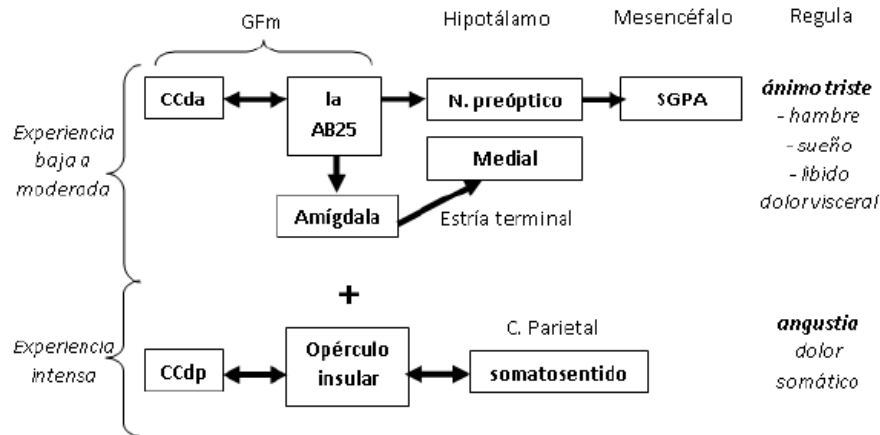 GFm
Hipotálamo
Mesencéfalo
Regula
Experiencia
baja a
moderada
CCda
la
AB25
N. preóptico
SGPA
Medial
Amígdala
Estría terminal
ánimo triste
- hambre
- sueño
- libido
dolor visceral
+
Experiencia
intensa
CCdp
Opérculo
insular
C. Parietal
somatosentido
angustia
dolor
somático